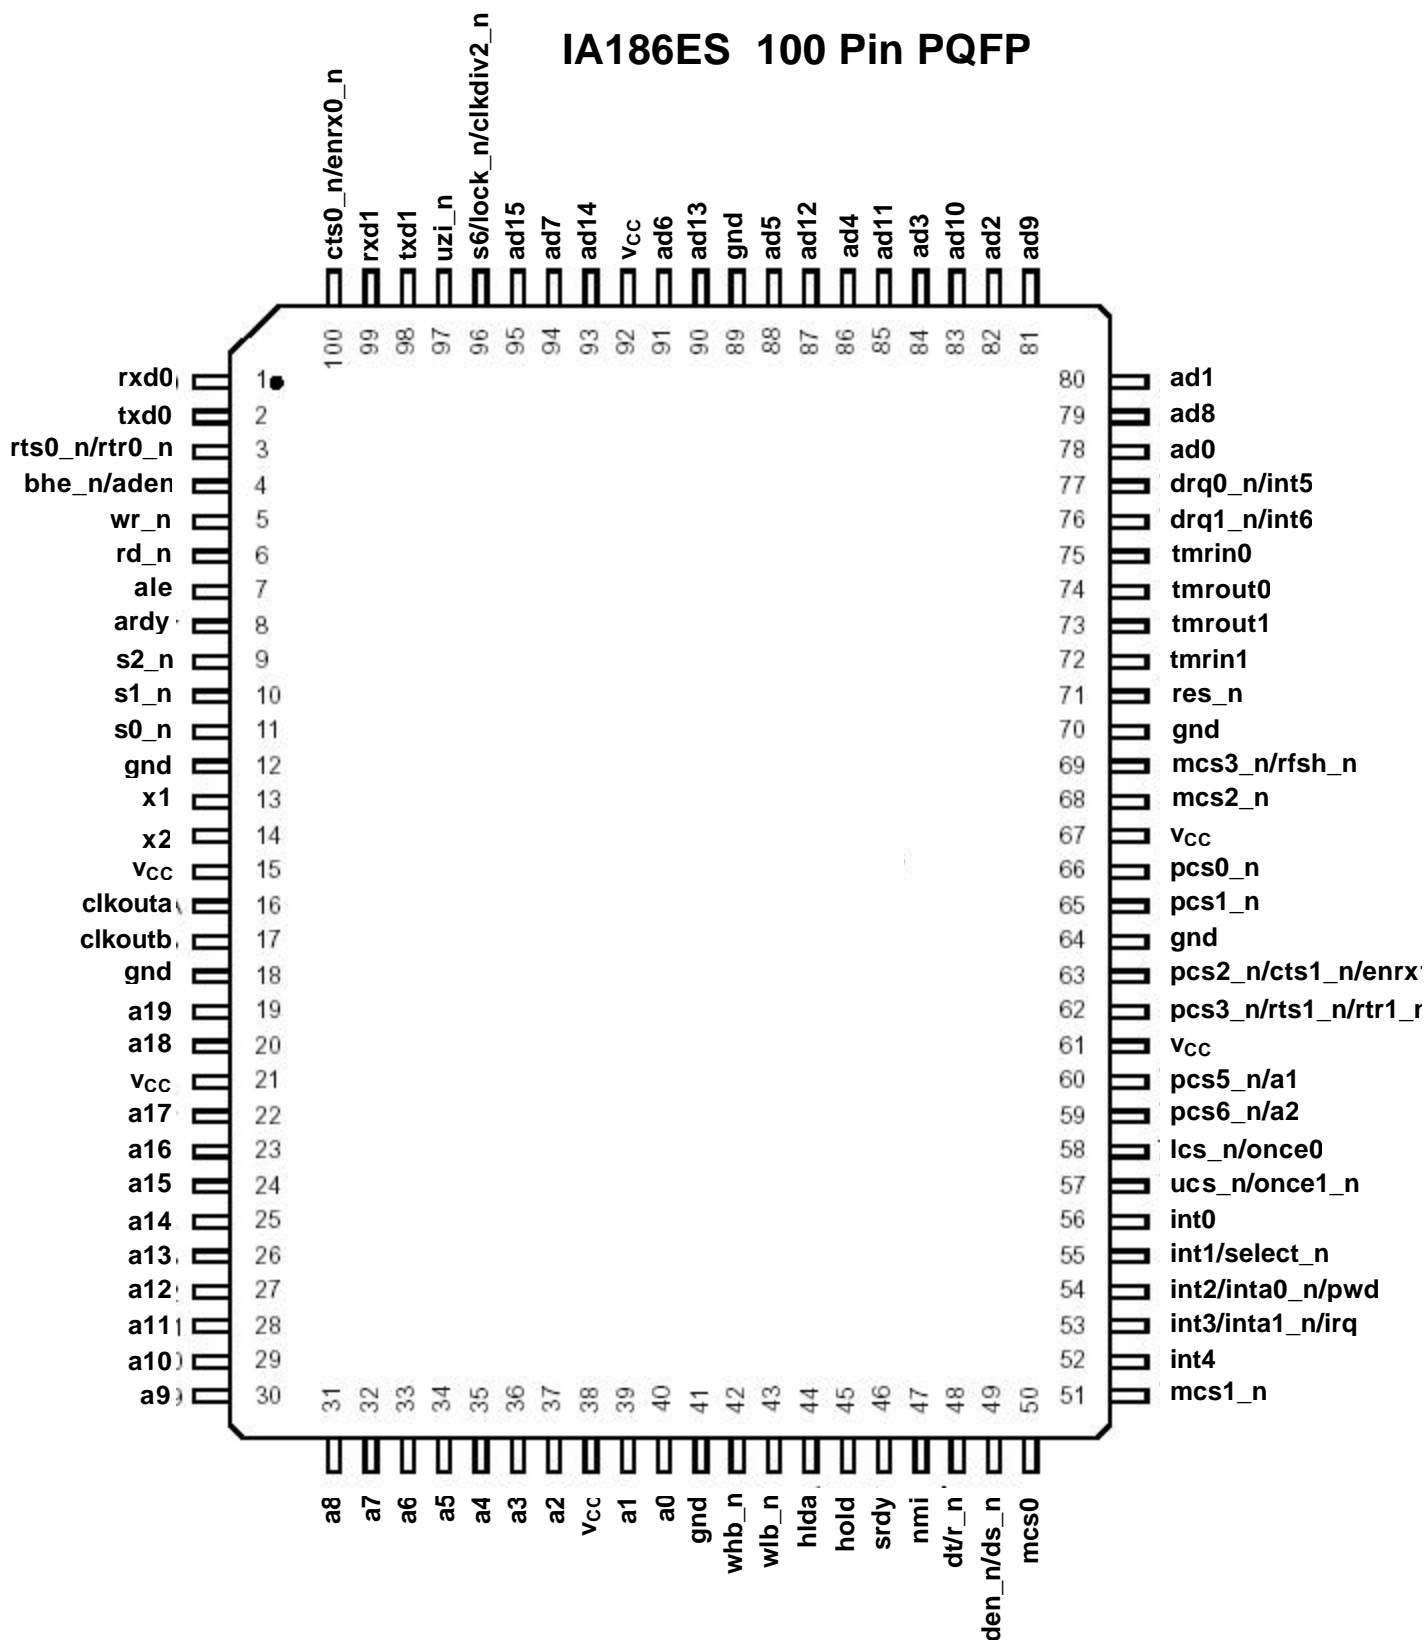 IA186ES 100 Pin PQFP
cts0_n/enrx0_n
rxd1
txd1
uzi_n
s6/lock_n/clkdiv2_n
ad15
ad7
ad14
vCC
ad6
ad13
gnd
ad5
ad12
ad4
ad11
ad3
ad10
ad2
ad9
100 99 98 97 96 95 94 93 92 91 90 89 88 87 86 85 84 83 82 81
rxd0 1 80 ad1
txd0 2 79 ad8
rts0_n/rtr0_n 3 78 ad0
bhe_n/aden 4 77 drq0_n/int5
wr_n 5 76 drq1_n/int6
rd_n 6 75 tmrin0
ale 7 74 tmrout0
ardy 8 73 tmrout1
s2_n 9 72 tmrin1
s1_n 10 71 res_n
s0_n 11 70 gnd
gnd 12 69 mcs3_n/rfsh_n
x1 13 68 mcs2_n
x2 14 67 vCC
vCC 15 66 pcs0_n
clkouta 16 65 pcs1_n
clkoutb 17 64 gnd
gnd 18 63 pcs2_n/cts1_n/enrx1
a19 19 62 pcs3_n/rts1_n/rtr1_n
a18 20 61 vCC
vCC 21 60 pcs5_n/a1
a17 22 59 pcs6_n/a2
a16 23 58 lcs_n/once0
a15 24 57 ucs_n/once1_n
a14 25 56 int0
a13 26 55 int1/select_n
a12 27 54 int2/inta0_n/pwd
a11 28 53 int3/inta1_n/irq
a10 29 52 int4
a9 30 51 mcs1_n
31 32 33 34 35 36 37 38 39 40 41 42 43 44 45 46 47 48 49 50
a8
a7
a6
a5
a4
a3
a2
vCC
a1
a0
gnd
whb_n
wlb_n
hlda
hold
srdy
nmi
dt/r_n
den_n/ds_n
mcs0